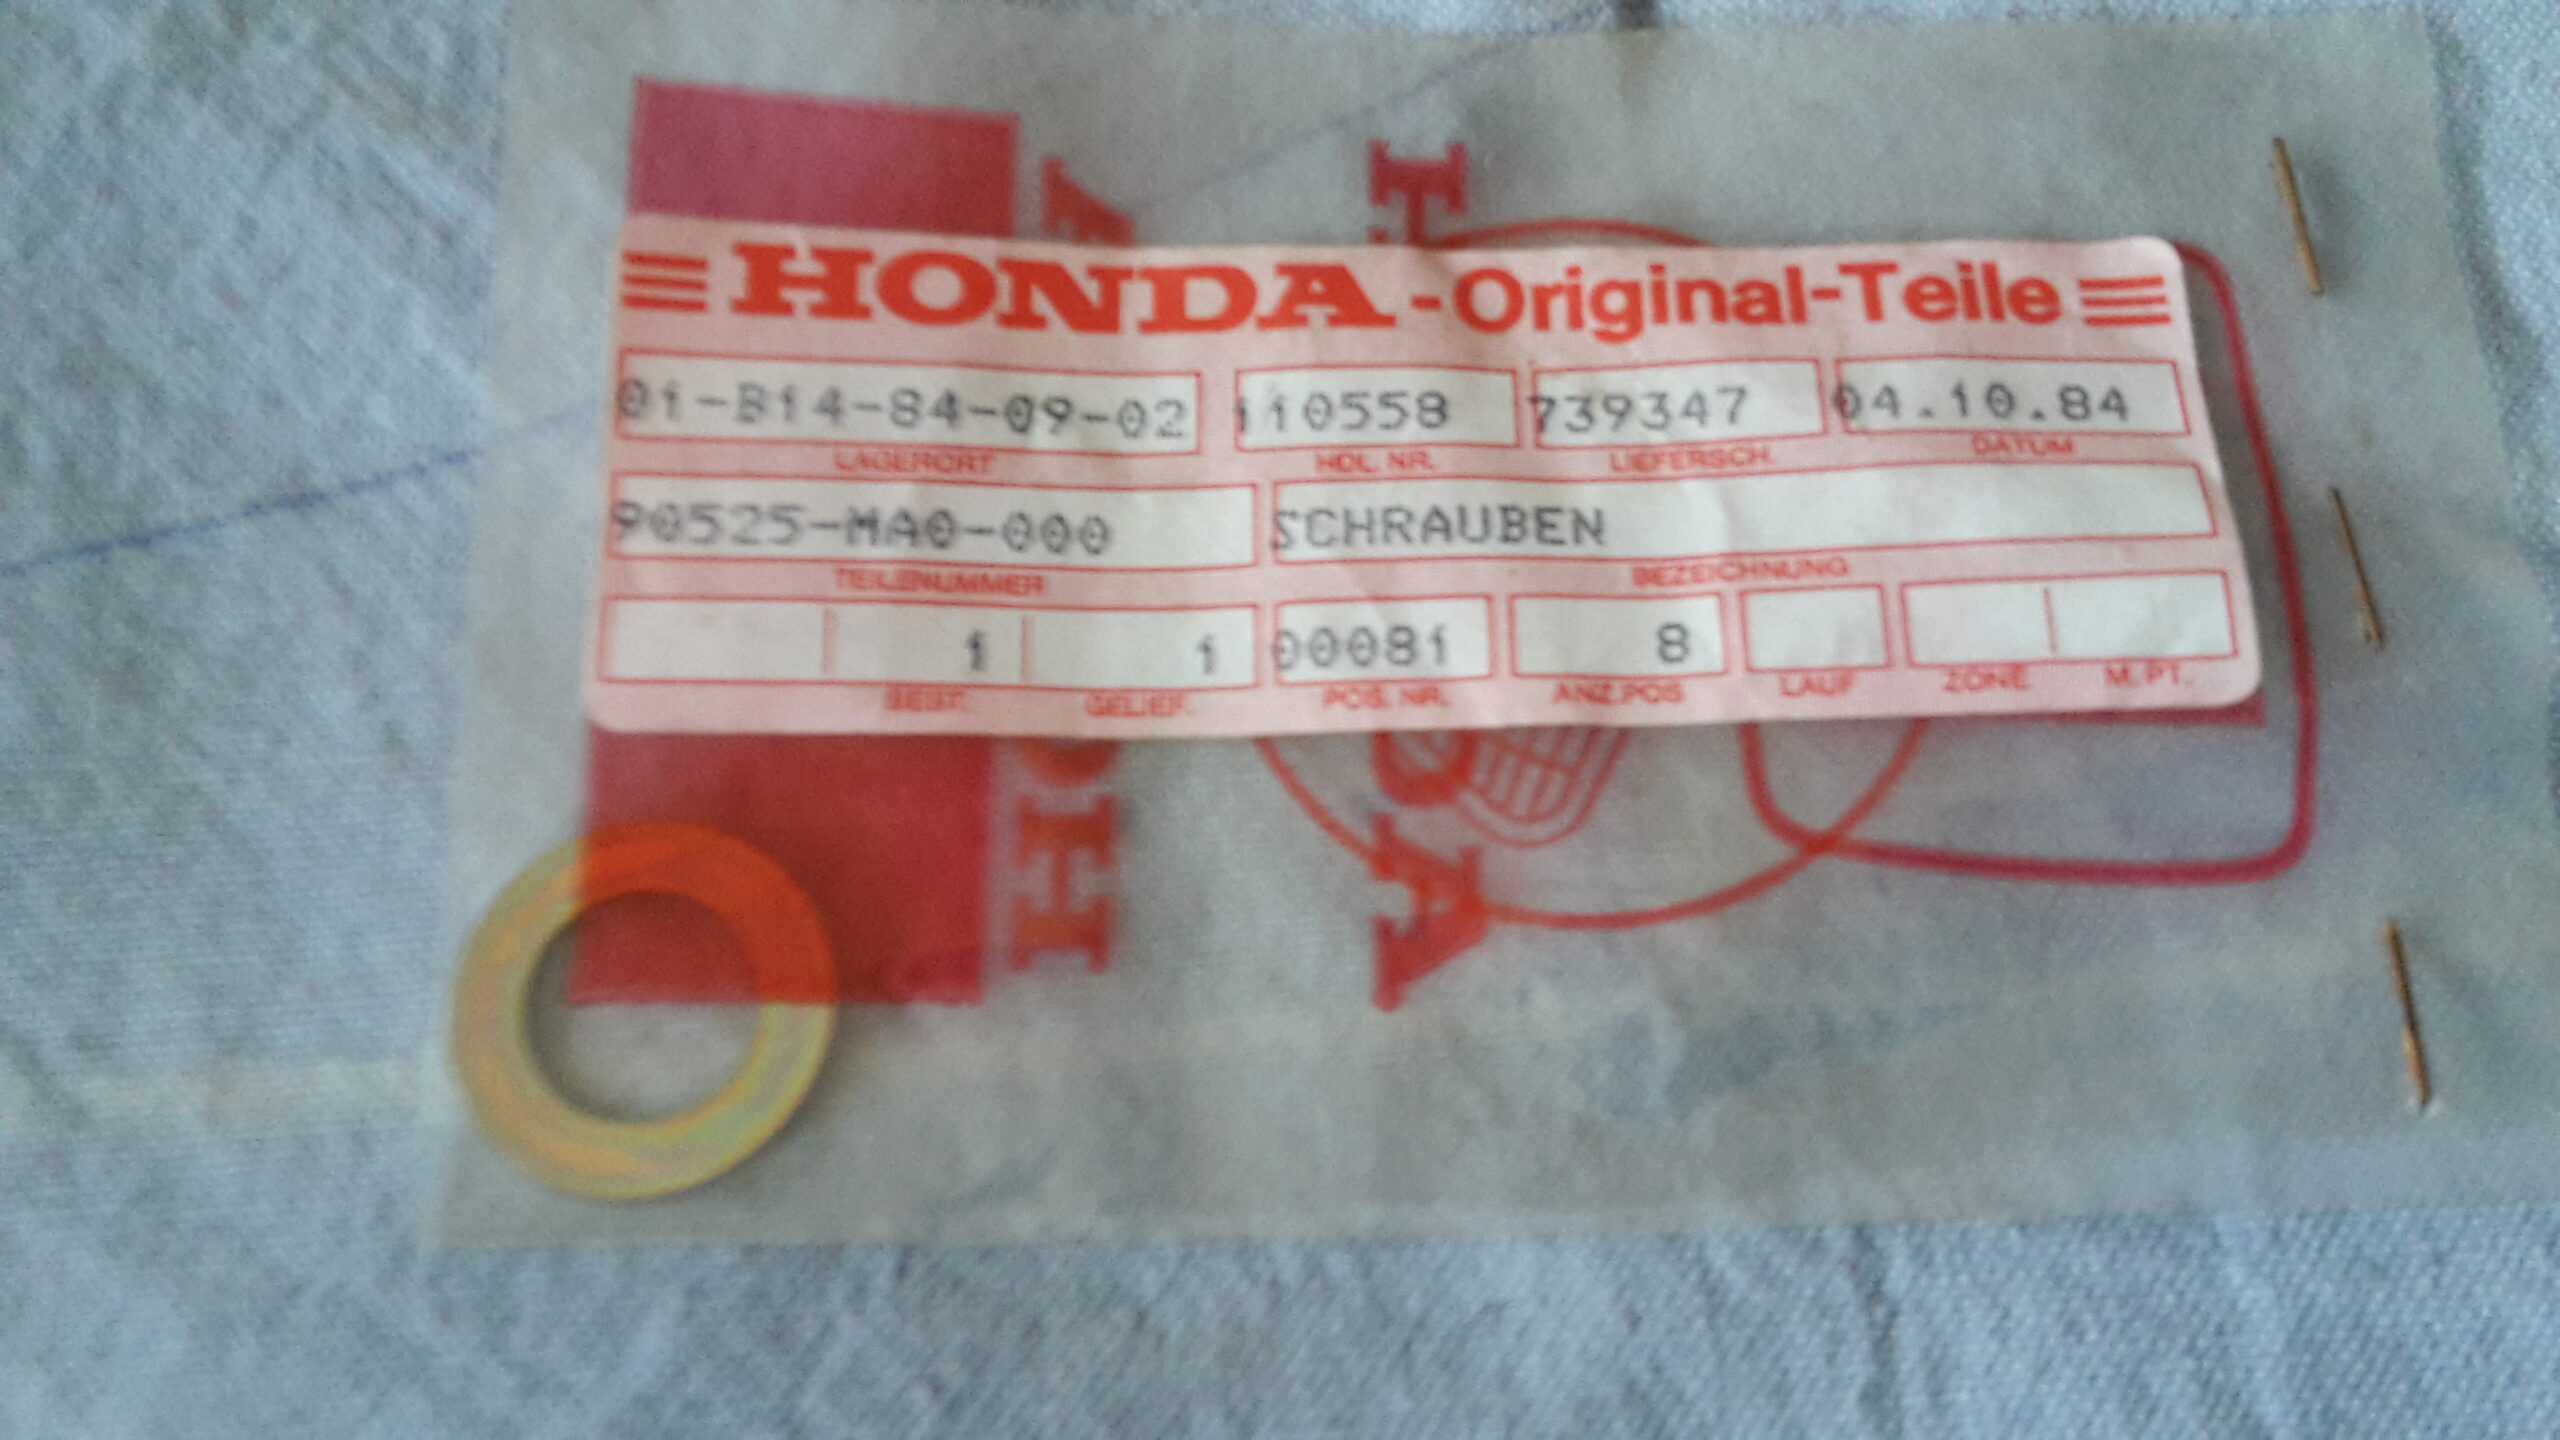 HONDA-Original-Teile
01-B14-84-09-02 110558 739347 04.10.84
LAGERORT HDL. NR. LIEFERSCH. DATUM
90525-MA0-000 SCHRAUBEN
TEILENUMMER BEZEICHNUNG
1 1 00081 8
BEST. GELIEF. POS. NR. ANZ.POS LAUF ZONE M. PT.